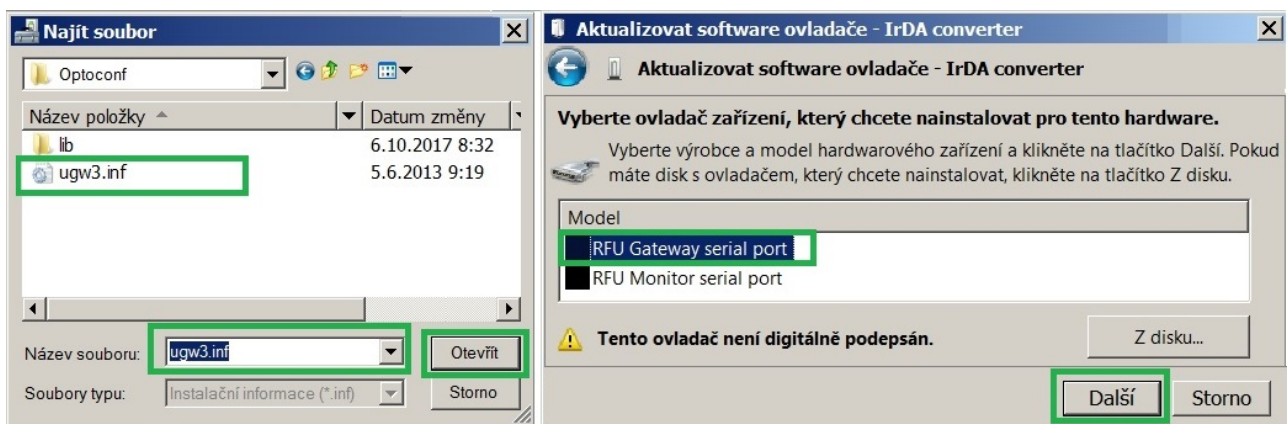 Najít soubor
Optoconf
Název položky
Datum změny
lib
6.10.2017 8:32
ugw3.inf
5.6.2013 9:19
Název souboru:
ugw3.inf
Otevřít
Soubory typu:
Instalační informace (*.inf)
Storno
Aktualizovat software ovladače - IrDA converter
Aktualizovat software ovladače - IrDA converter
Vyberte ovladač zařízení, který chcete nainstalovat pro tento hardware.
Vyberte výrobce a model hardwarového zařízení a klikněte na tlačítko Další. Pokud
máte disk s ovladačem, který chcete nainstalovat, klikněte na tlačítko Z disku.
Model
RFU Gateway serial port
RFU Monitor serial port
Tento ovladač není digitálně podepsán.
Z disku...
Další
Storno